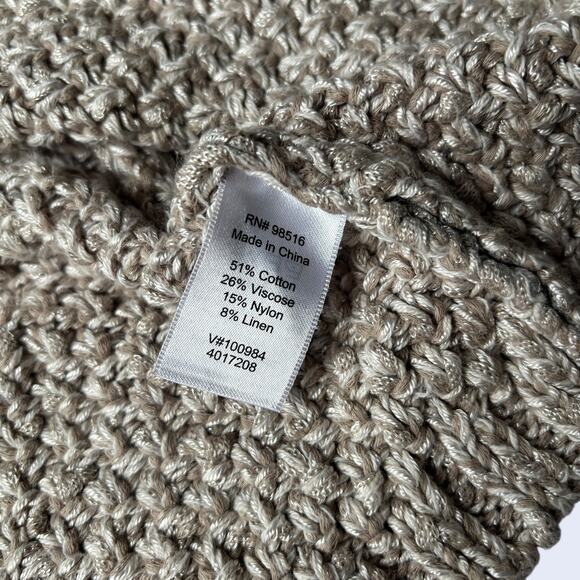 RN# 98516
Made in China
51% Cotton
26% Viscose
15% Nylon
8% Linen
V#100984
4017208